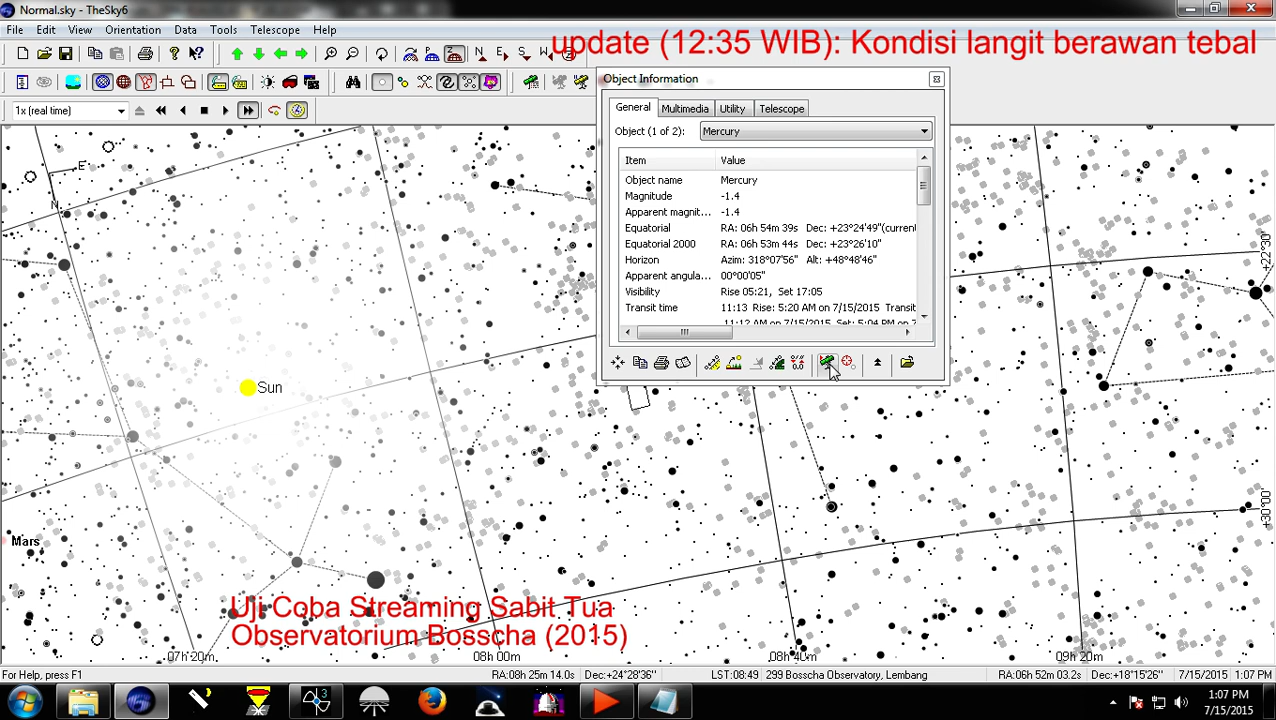 Normal.sky - TheSky6
File Edit View Orientation Data Tools Telescope Help
update (12:35 WIB): Kondisi langit berawan tebal
1x (real time)
Object Information
General Multimedia Utility Telescope
Object (1 of 2): Mercury
Item Value
Object name Mercury
Magnitude -1.4
Apparent magnit... -1.4
Equatorial RA: 06h 54m 39s Dec: +23°24'49"(current
Equatorial 2000 RA: 06h 53m 44s Dec: +23°26'10"
Horizon Azim: 318°07'56" Alt: +48°48'46"
Apparent angula... 00°00'05"
Visibility Rise 05:21, Set 17:05
Transit time 11:13 Rise: 5:20 AM on 7/15/2015 Transit
E
N
+22°30'
Sun
Mars
Uji Coba Streaming Sabit Tua
Observatorium Bosscha (2015)
07h 20m 08h 00m 08h 40m 09h 20m
For Help, press F1 RA:08h 25m 14.0s Dec:+24°28'36" LST:08:49 299 Bosscha Observatory, Lembang RA:06h 52m 03.2s Dec:+18°15'26" 7/15/2015 1:07 PM
1:07 PM
7/15/2015